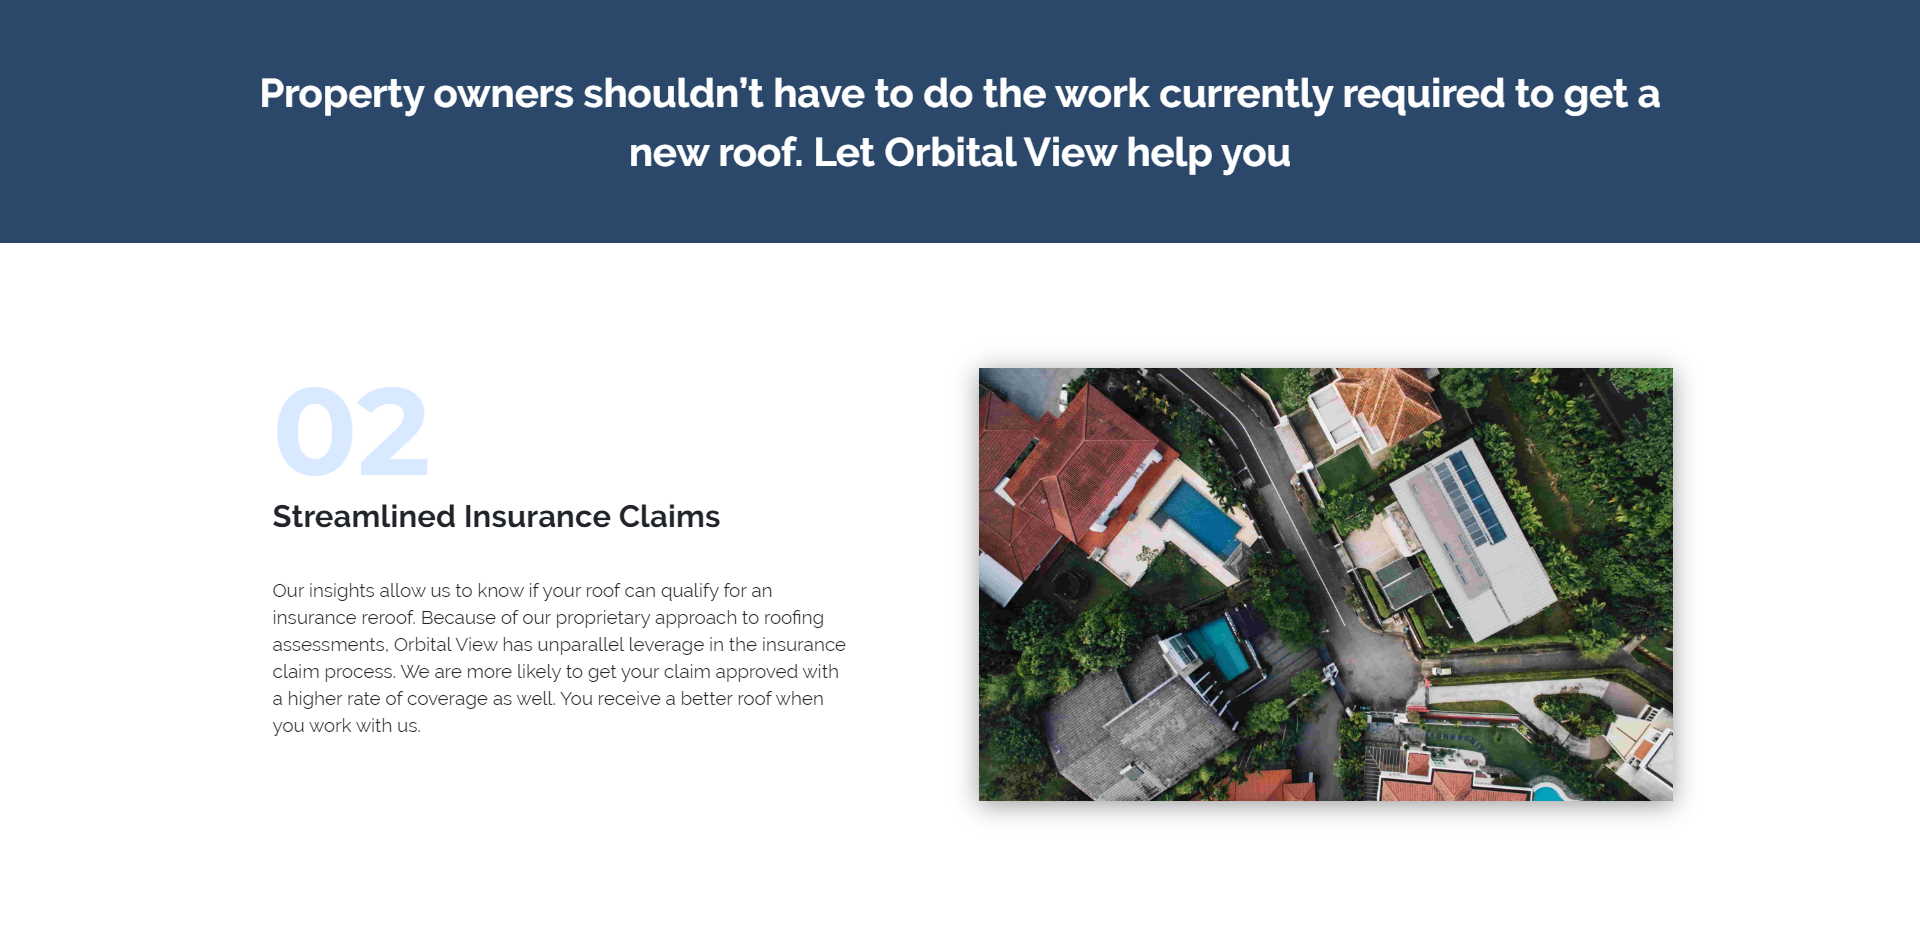 Property owners shouldn’t have to do the work currently required to get a
new roof. Let Orbital View help you
02
Streamlined Insurance Claims
Our insights allow us to know if your roof can qualify for an
insurance reroof. Because of our proprietary approach to roofing
assessments, Orbital View has unparallel leverage in the insurance
claim process. We are more likely to get your claim approved with
a higher rate of coverage as well. You receive a better roof when
you work with us.